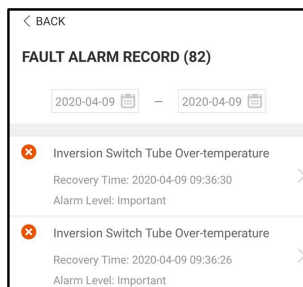 < BACK
FAULT ALARM RECORD (82)
2020-04-09 – 2020-04-09
Inversion Switch Tube Over-temperature
Recovery Time: 2020-04-09 09:36:30
Alarm Level: Important
Inversion Switch Tube Over-temperature
Recovery Time: 2020-04-09 09:36:26
Alarm Level: Important